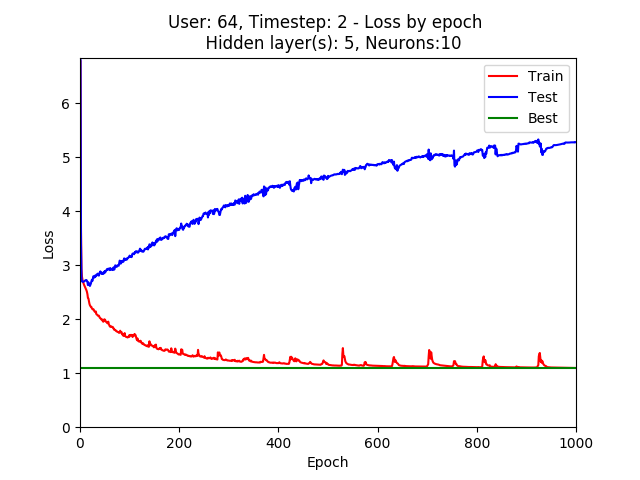 User: 64, Timestep: 2 - Loss by epoch
Hidden layer(s): 5, Neurons:10
Train
Test
Best
6
5
4
3
2
1
0
Loss
0
200
400
600
800
1000
Epoch